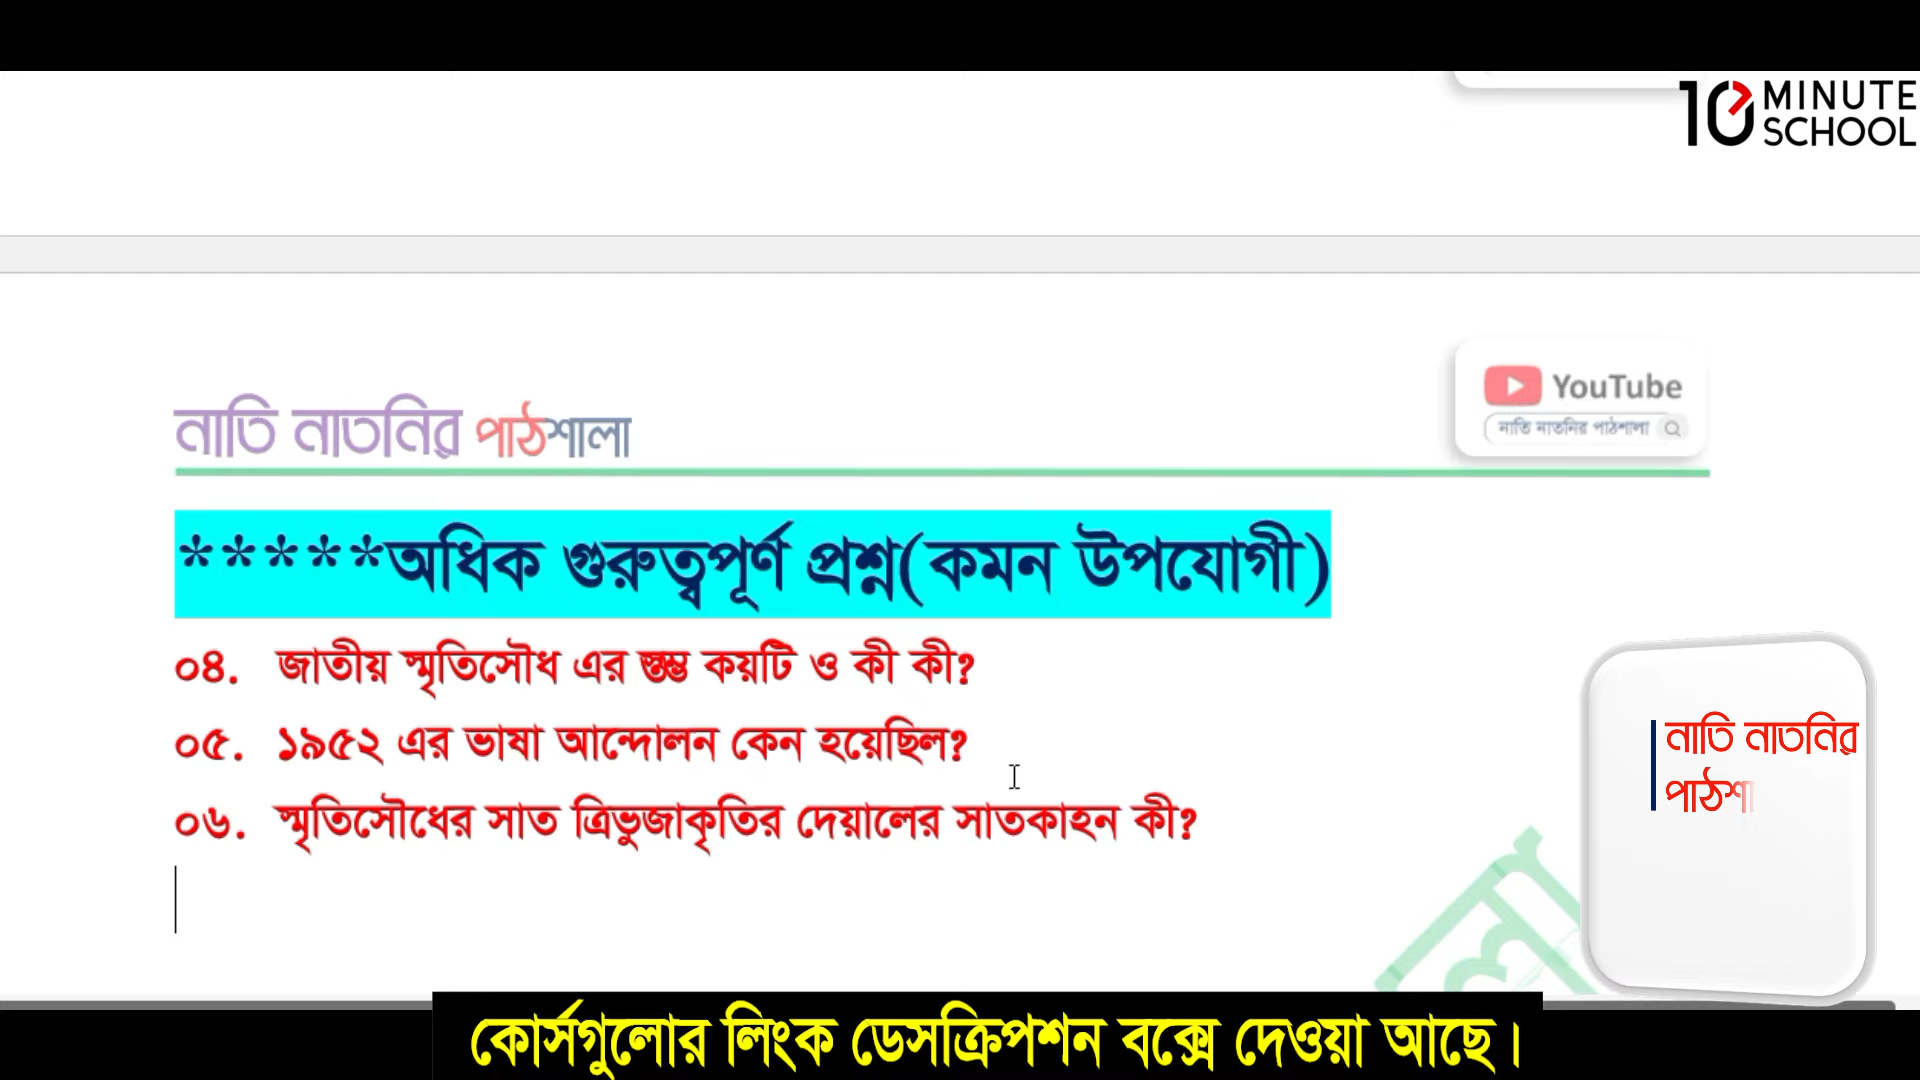 10 MINUTE
SCHOOL
নাতি নাতনির পাঠশালা
YouTube
নাতি নাতনির পাঠশালা
*****অধিক গুরুত্বপূর্ণ প্রশ্ন(কমন উপযোগী)
০৪. জাতীয় স্মৃতিসৌধ এর স্তম্ভ কয়টি ও কী কী?
০৫. ১৯৫২ এর ভাষা আন্দোলন কেন হয়েছিল?
০৬. স্মৃতিসৌধের সাত ত্রিভুজাকৃতির দেয়ালের সাতকাহন কী?
নাতি নাতনির
পাঠশা
কোর্সগুলোর লিংক ডেসক্রিপশন বক্সে দেওয়া আছে।